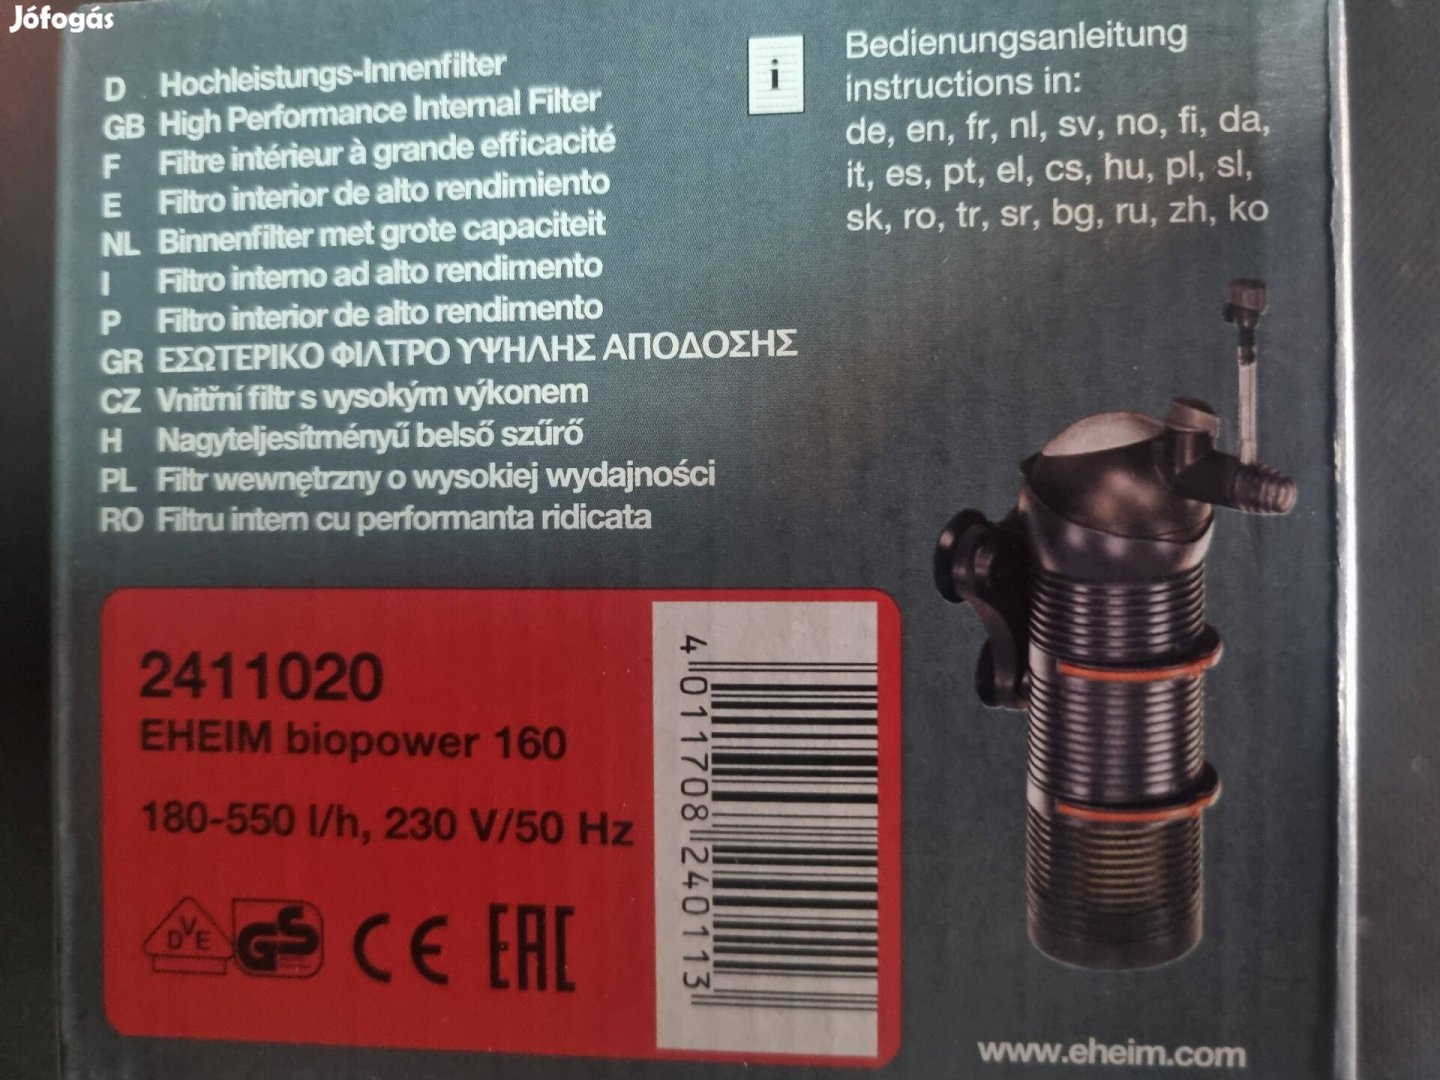 Jófogás
D Hochleistungs-Innenfilter
GB High Performance Internal Filter
F Filtre intérieur à grande efficacité
E Filtro interior de alto rendimiento
NL Binnenfilter met grote capaciteit
I Filtro interno ad alto rendimento
P Filtro interior de alto rendimento
GR ΕΣΩΤΕΡΙΚΟ ΦΙΛΤΡΟ ΥΨΗΛΗΣ ΑΠΟΔΟΣΗΣ
CZ Vnitřní filtr s vysokým výkonem
H Nagyteljesítményű belső szűrő
PL Filtr wewnętrzny o wysokiej wydajności
RO Filtru intern cu performanta ridicata
i
Bedienungsanleitung
instructions in:
de, en, fr, nl, sv, no, fi, da,
it, es, pt, el, cs, hu, pl, sl,
sk, ro, tr, sr, bg, ru, zh, ko
2411020
EHEIM biopower 160
180-550 l/h, 230 V/50 Hz
DVE GS CE EAC
4 011708 240113
www.eheim.com